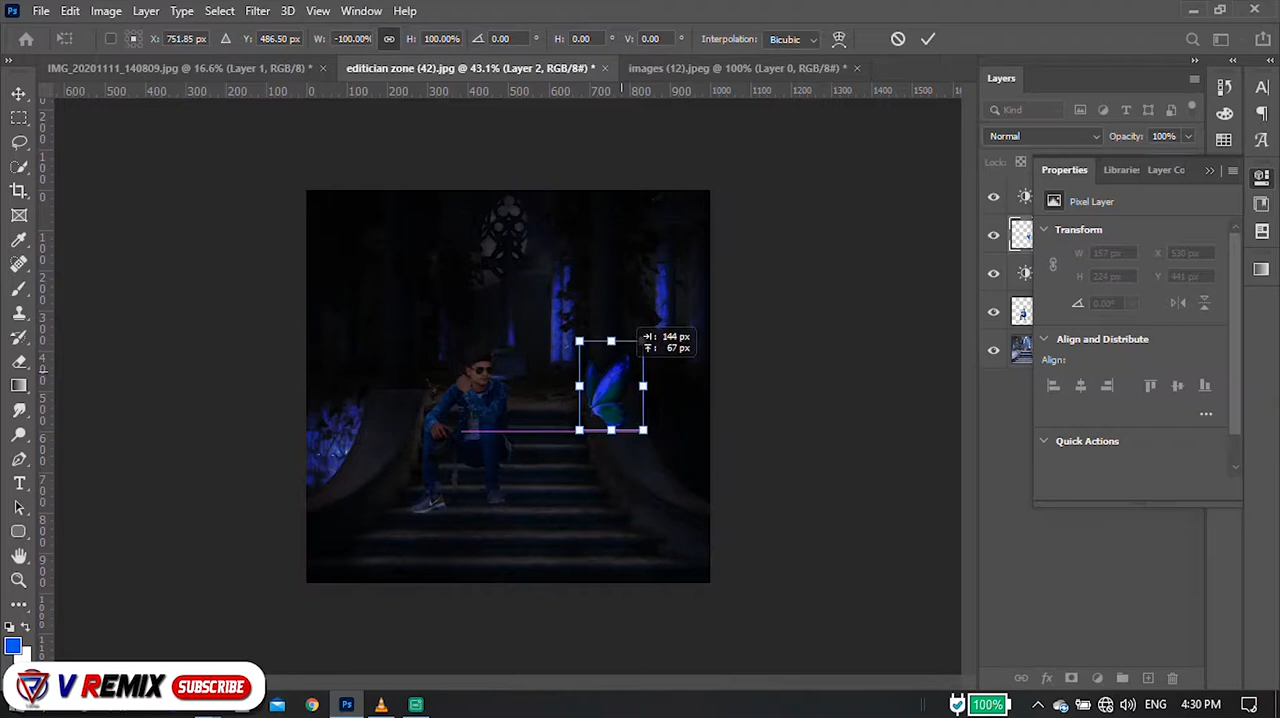 Ps File Edit Image Layer Type Select Filter 3D View Window Help
X: 751.85 px Y: 486.50 px W: -100.00% H: 100.00% 0.00 ° H: 0.00 ° V: 0.00 ° Interpolation: Bicubic
IMG_20201111_140809.jpg @ 16.6% (Layer 1, RGB/8) * × editician zone (42).jpg @ 43.1% (Layer 2, RGB/8#) * × images (12).jpeg @ 100% (Layer 0, RGB/8#) * ×
600 500 400 300 200 100 0 100 200 300 400 500 600 700 800 900 1000 1100 1200 1300 1400 1500
Layers
Kind
Normal Opacity: 100%
Lock:
Properties Libraries Layer Co
Pixel Layer
Transform
W 157 px X 530 px
H 224 px Y 441 px
0.00°
Align and Distribute
Align:
Quick Actions
144 px
67 px
V REMIX SUBSCRIBE
Ps 100% ENG 4:30 PM